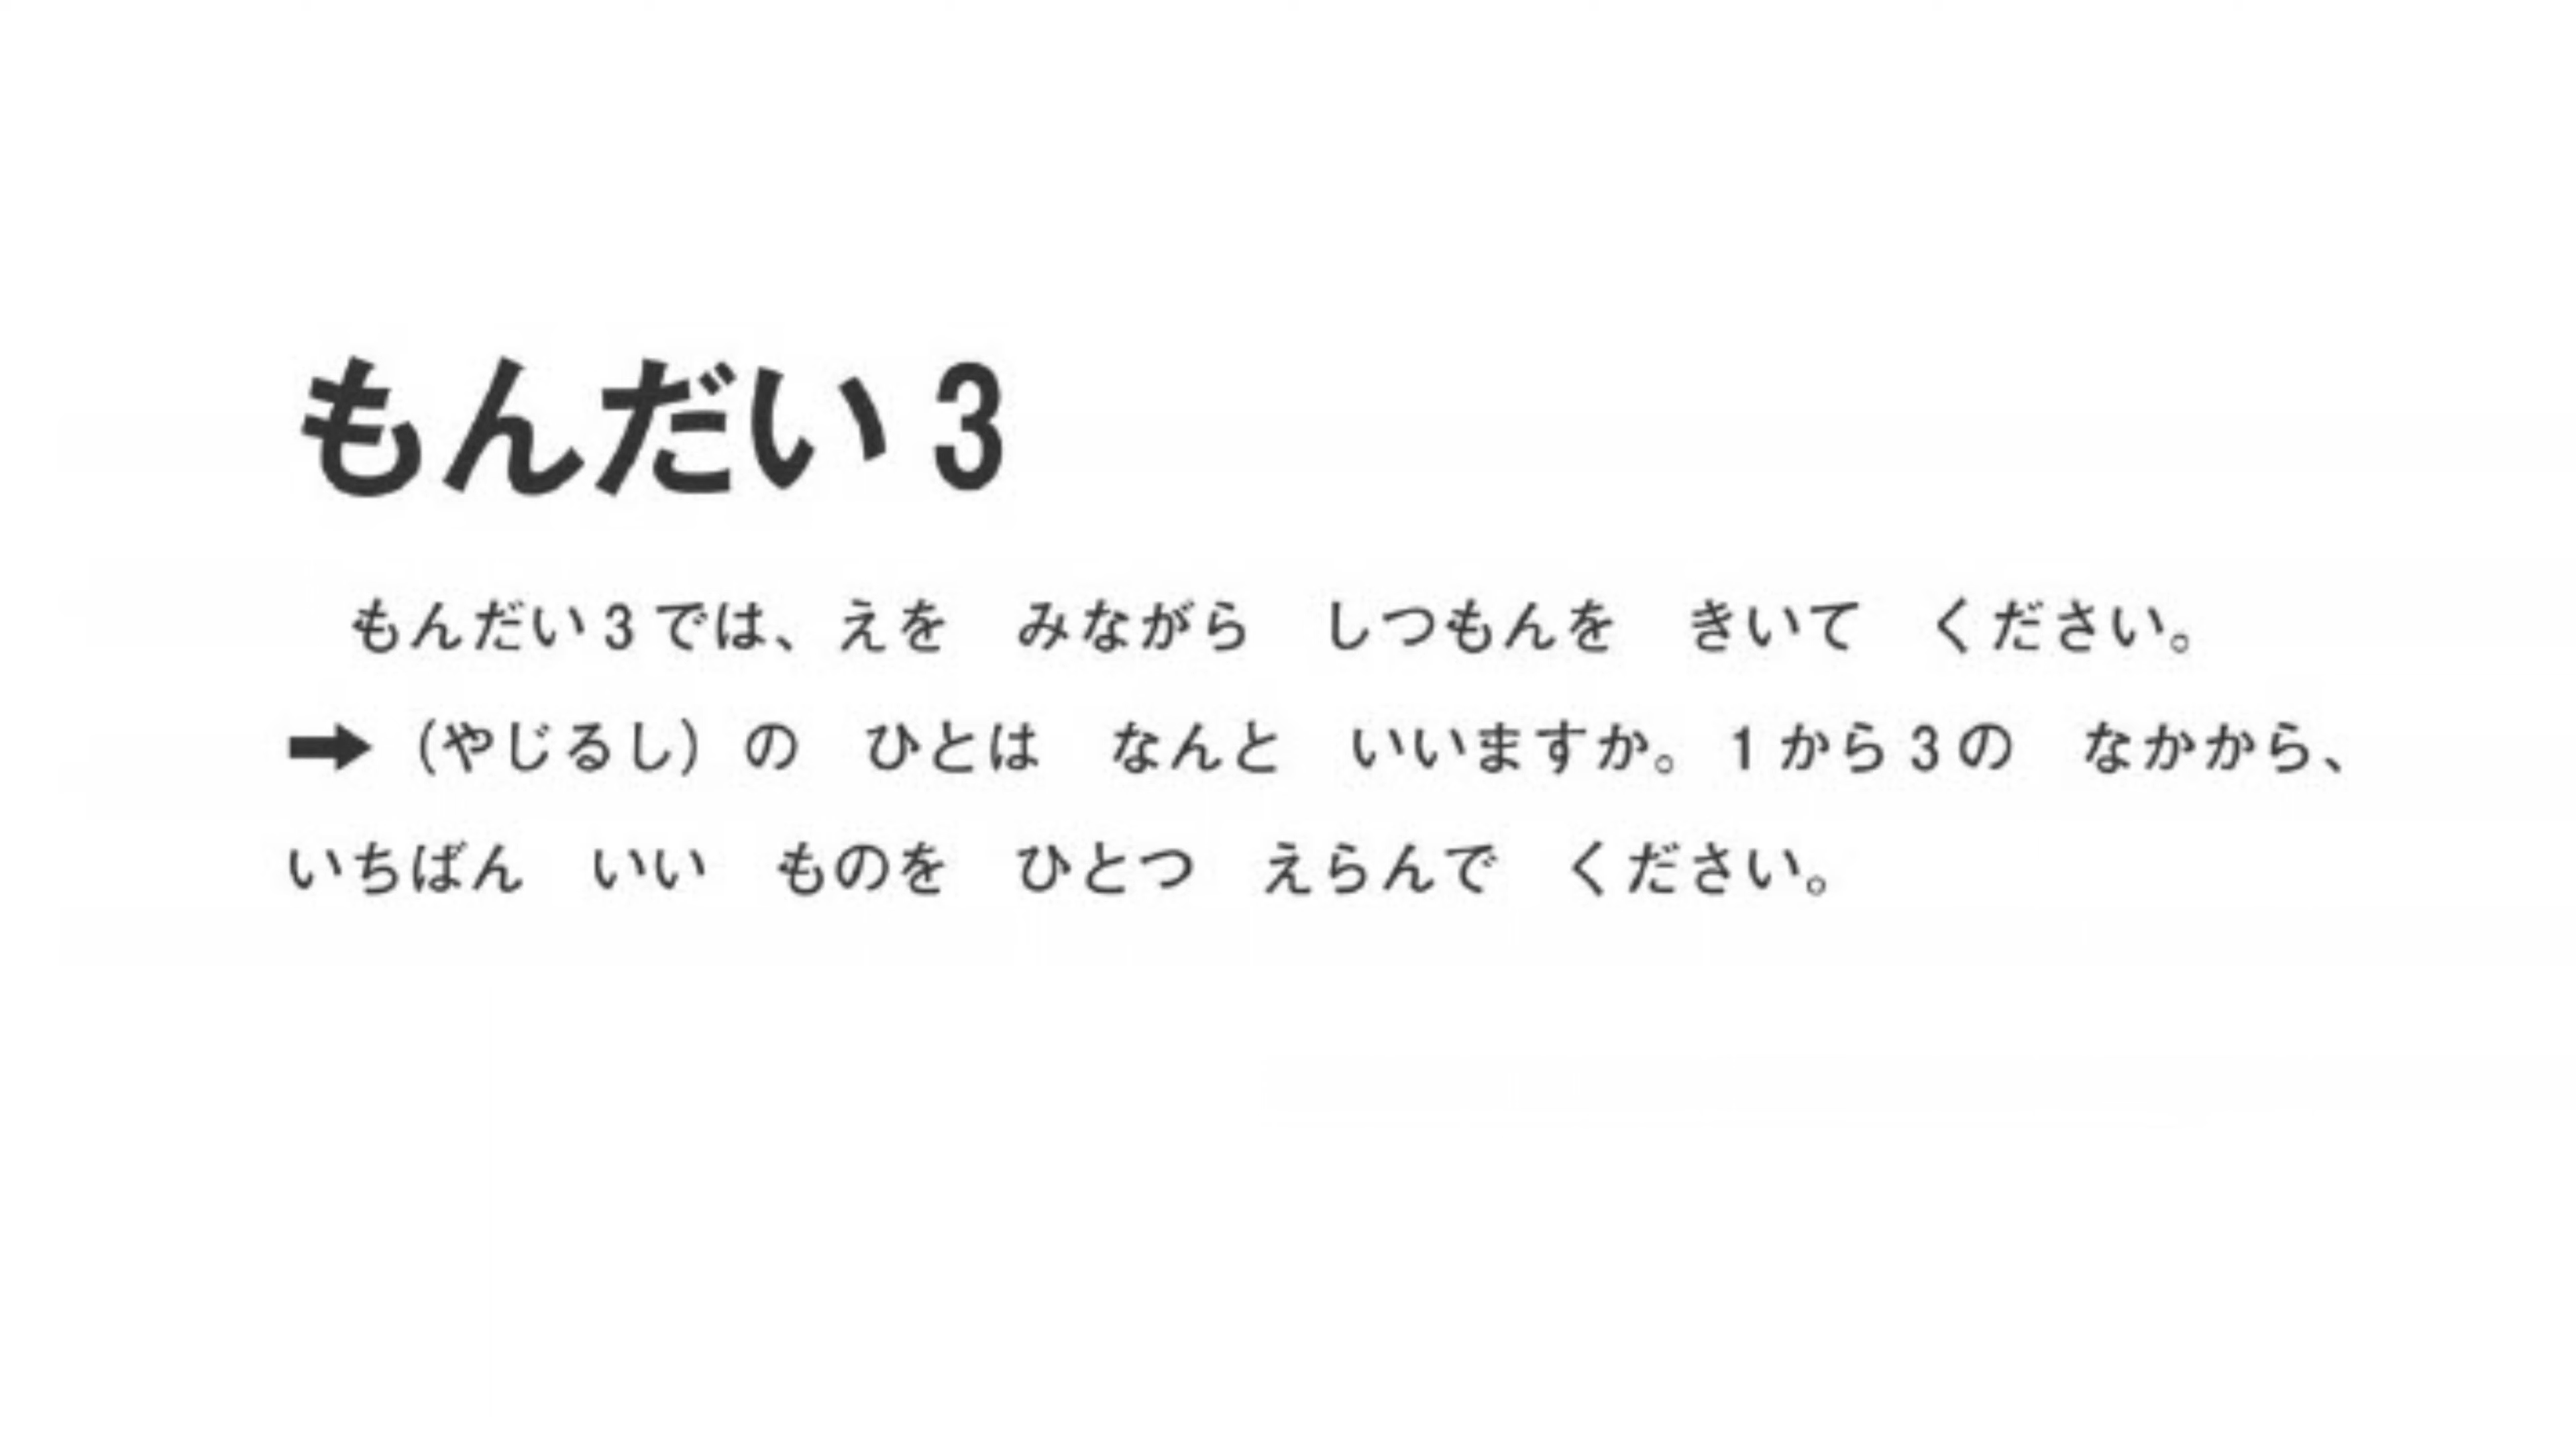 もんだい3
もんだい3では、えを　みながら　しつもんを　きいて　ください。
➡（やじるし）の　ひとは　なんと　いいますか。1から3の　なかから、
いちばん　いい　ものを　ひとつ　えらんで　ください。